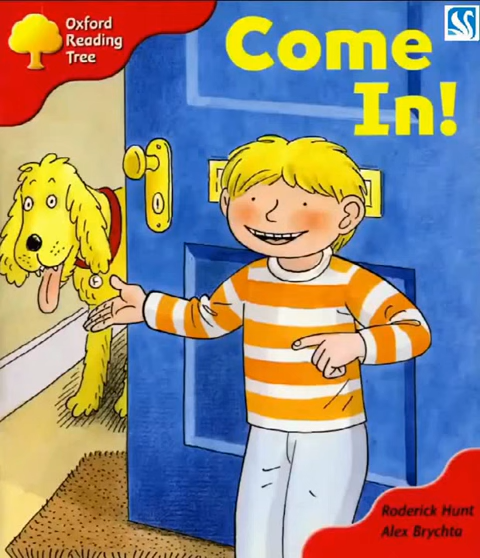 Oxford
Reading
Tree
Come
In!
Roderick Hunt
Alex Brychta